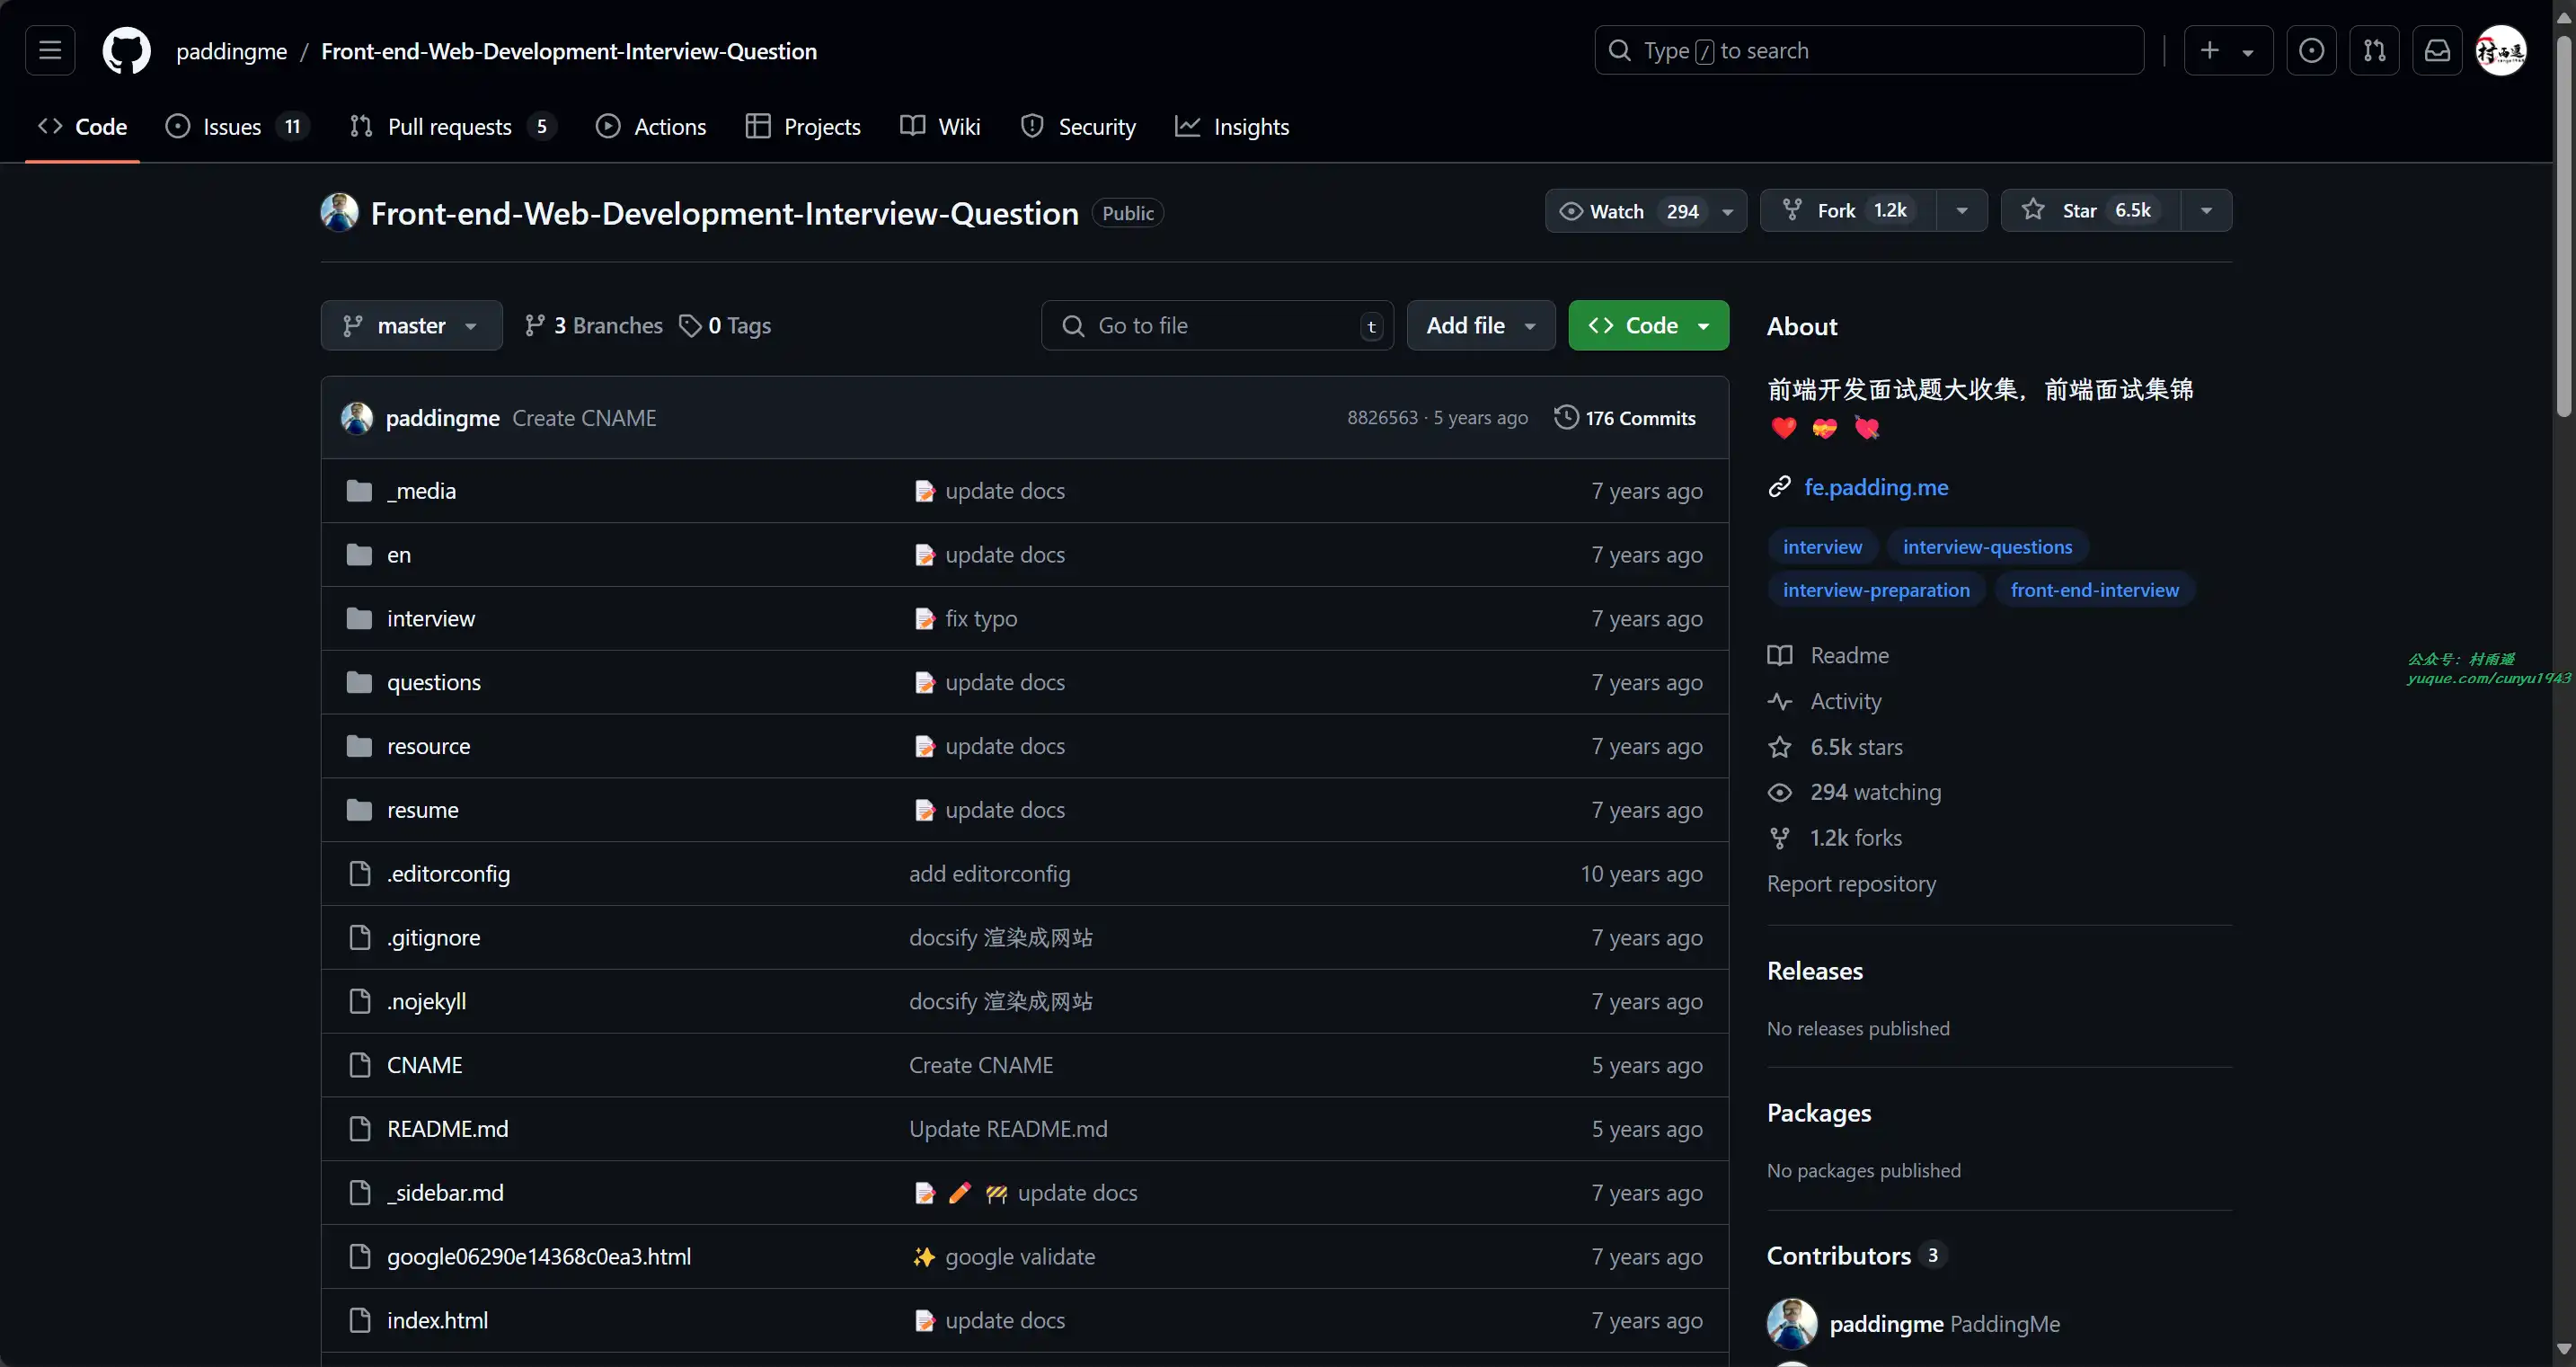 paddingme / Front-end-Web-Development-Interview-Question
Type / to search
Code
Issues 11
Pull requests 5
Actions
Projects
Wiki
Security
Insights
Front-end-Web-Development-Interview-Question Public
Watch 294
Fork 1.2k
Star 6.5k
master
3 Branches
0 Tags
Go to file t
Add file
Code
paddingme Create CNAME 8826563 · 5 years ago 176 Commits
_media update docs 7 years ago
en update docs 7 years ago
interview fix typo 7 years ago
questions update docs 7 years ago
resource update docs 7 years ago
resume update docs 7 years ago
.editorconfig add editorconfig 10 years ago
.gitignore docsify 渲染成网站 7 years ago
.nojekyll docsify 渲染成网站 7 years ago
CNAME Create CNAME 5 years ago
README.md Update README.md 5 years ago
_sidebar.md update docs 7 years ago
google06290e14368c0ea3.html google validate 7 years ago
index.html update docs 7 years ago
About
前端开发面试题大收集，前端面试集锦
❤️ 💝 💘
fe.padding.me
interview interview-questions
interview-preparation front-end-interview
Readme
Activity
6.5k stars
294 watching
1.2k forks
Report repository
Releases
No releases published
Packages
No packages published
Contributors 3
paddingme PaddingMe
公众号：村雨遥
yuque.com/cunyu1943